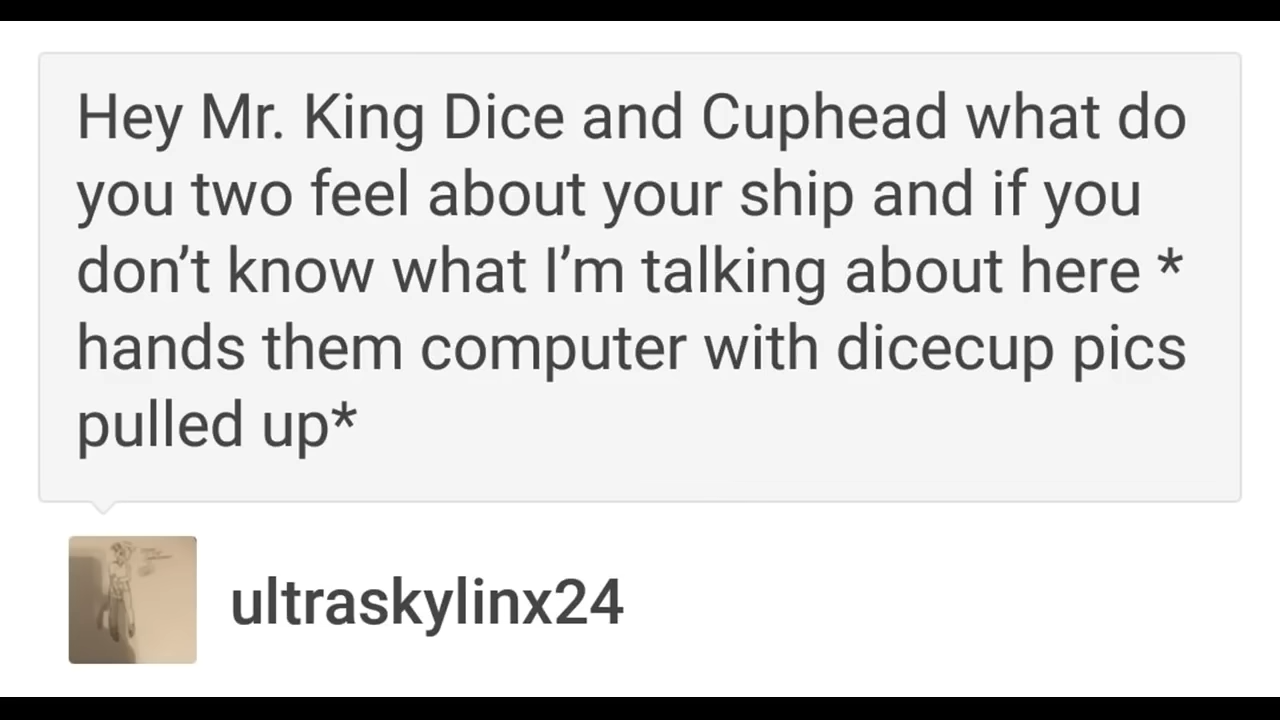 Hey Mr. King Dice and Cuphead what do
you two feel about your ship and if you
don’t know what I’m talking about here *
hands them computer with dicecup pics
pulled up*
ultraskylinx24